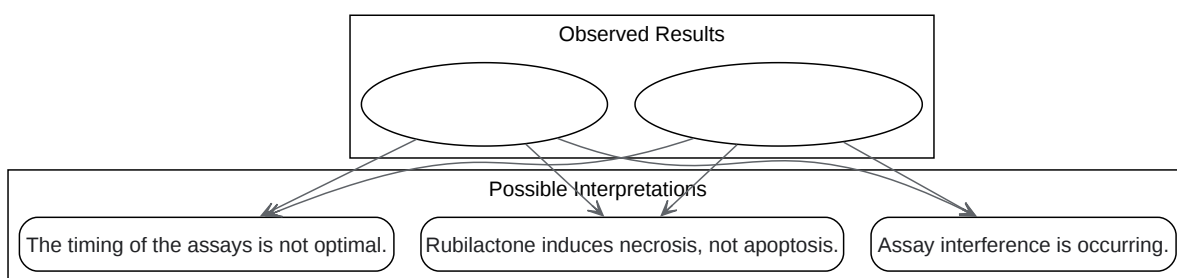 Observed Results
Possible Interpretations
The timing of the assays is not optimal.
Rubilactone induces necrosis, not apoptosis.
Assay interference is occurring.